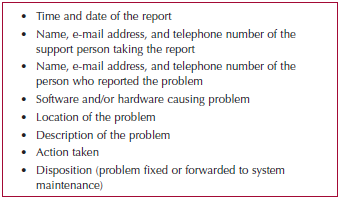 • Time and date of the report
• Name, e-mail address, and telephone number of the
support person taking the report
• Name, e-mail address, and telephone number of the
person who reported the problem
• Software and/or hardware causing problem
• Location of the problem
• Description of the problem
• Action taken
• Disposition (problem fixed or forwarded to system
maintenance)